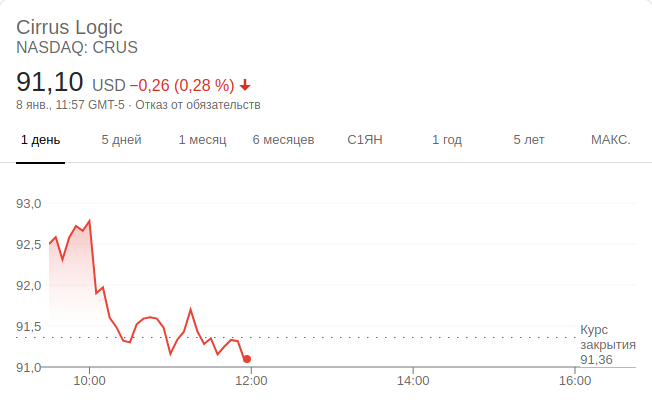 Cirrus Logic
NASDAQ: CRUS
91,10 USD −0,26 (0,28 %)
8 янв., 11:57 GMT-5 · Отказ от обязательств
1 день 5 дней 1 месяц 6 месяцев С1ЯН 1 год 5 лет МАКС.
93,0
92,5
92,0
91,5
Курс
закрытия
91,36
91,0
10:00 12:00 14:00 16:00